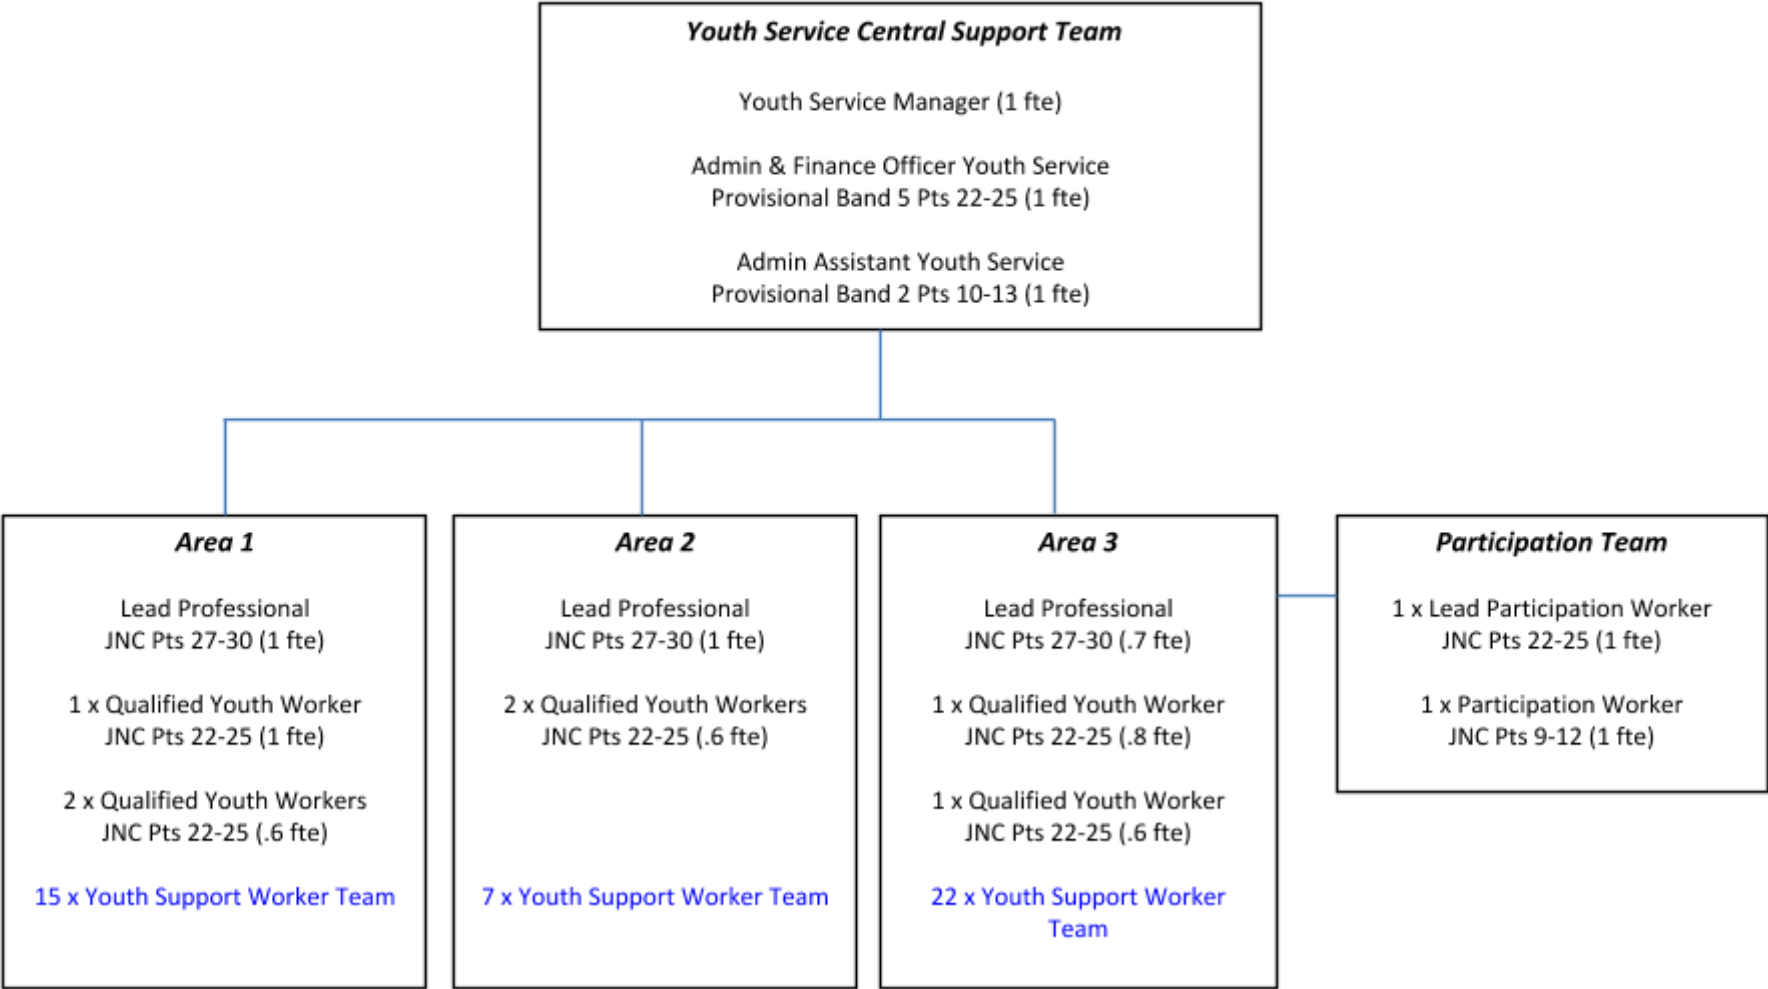 Youth Service Central Support Team
Youth Service Manager (1 fte)
Admin & Finance Officer Youth Service
Provisional Band 5 Pts 22-25 (1 fte)
Admin Assistant Youth Service
Provisional Band 2 Pts 10-13 (1 fte)
Area 1
Lead Professional
JNC Pts 27-30 (1 fte)
1 x Qualified Youth Worker
JNC Pts 22-25 (1 fte)
2 x Qualified Youth Workers
JNC Pts 22-25 (.6 fte)
15 x Youth Support Worker Team
Area 2
Lead Professional
JNC Pts 27-30 (1 fte)
2 x Qualified Youth Workers
JNC Pts 22-25 (.6 fte)
7 x Youth Support Worker Team
Area 3
Lead Professional
JNC Pts 27-30 (.7 fte)
1 x Qualified Youth Worker
JNC Pts 22-25 (.8 fte)
1 x Qualified Youth Worker
JNC Pts 22-25 (.6 fte)
22 x Youth Support Worker
Team
Participation Team
1 x Lead Participation Worker
JNC Pts 22-25 (1 fte)
1 x Participation Worker
JNC Pts 9-12 (1 fte)